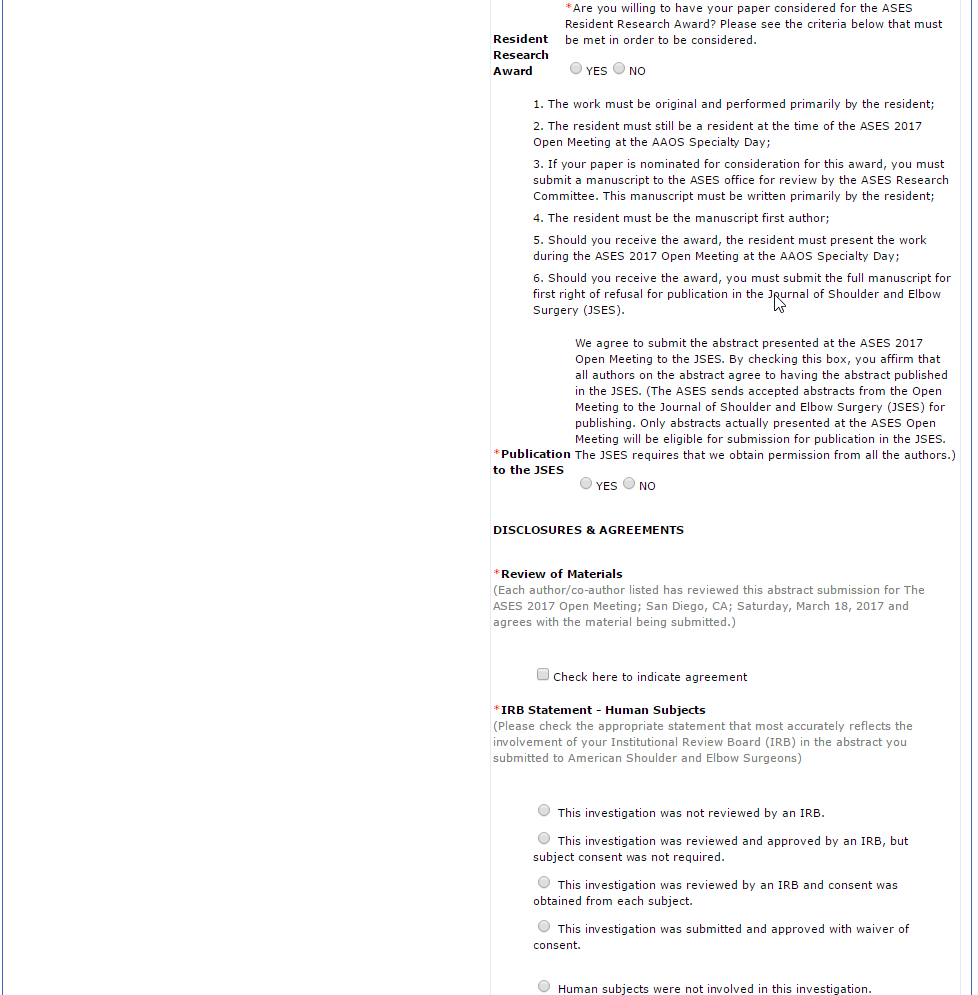 *Are you willing to have your paper considered for the ASES
Resident Research Award? Please see the criteria below that must
be met in order to be considered.
Resident
Research
Award
YES NO
1. The work must be original and performed primarily by the resident;
2. The resident must still be a resident at the time of the ASES 2017
Open Meeting at the AAOS Specialty Day;
3. If your paper is nominated for consideration for this award, you must
submit a manuscript to the ASES office for review by the ASES Research
Committee. This manuscript must be written primarily by the resident;
4. The resident must be the manuscript first author;
5. Should you receive the award, the resident must present the work
during the ASES 2017 Open Meeting at the AAOS Specialty Day;
6. Should you receive the award, you must submit the full manuscript for
first right of refusal for publication in the Journal of Shoulder and Elbow
Surgery (JSES).
We agree to submit the abstract presented at the ASES 2017
Open Meeting to the JSES. By checking this box, you affirm that
all authors on the abstract agree to having the abstract published
in the JSES. (The ASES sends accepted abstracts from the Open
Meeting to the Journal of Shoulder and Elbow Surgery (JSES) for
publishing. Only abstracts actually presented at the ASES Open
Meeting will be eligible for submission for publication in the JSES.
The JSES requires that we obtain permission from all the authors.)
*Publication
to the JSES
YES NO
DISCLOSURES & AGREEMENTS
*Review of Materials
(Each author/co-author listed has reviewed this abstract submission for The
ASES 2017 Open Meeting; San Diego, CA; Saturday, March 18, 2017 and
agrees with the material being submitted.)
Check here to indicate agreement
*IRB Statement - Human Subjects
(Please check the appropriate statement that most accurately reflects the
involvement of your Institutional Review Board (IRB) in the abstract you
submitted to American Shoulder and Elbow Surgeons)
This investigation was not reviewed by an IRB.
This investigation was reviewed and approved by an IRB, but
subject consent was not required.
This investigation was reviewed by an IRB and consent was
obtained from each subject.
This investigation was submitted and approved with waiver of
consent.
Human subjects were not involved in this investigation.